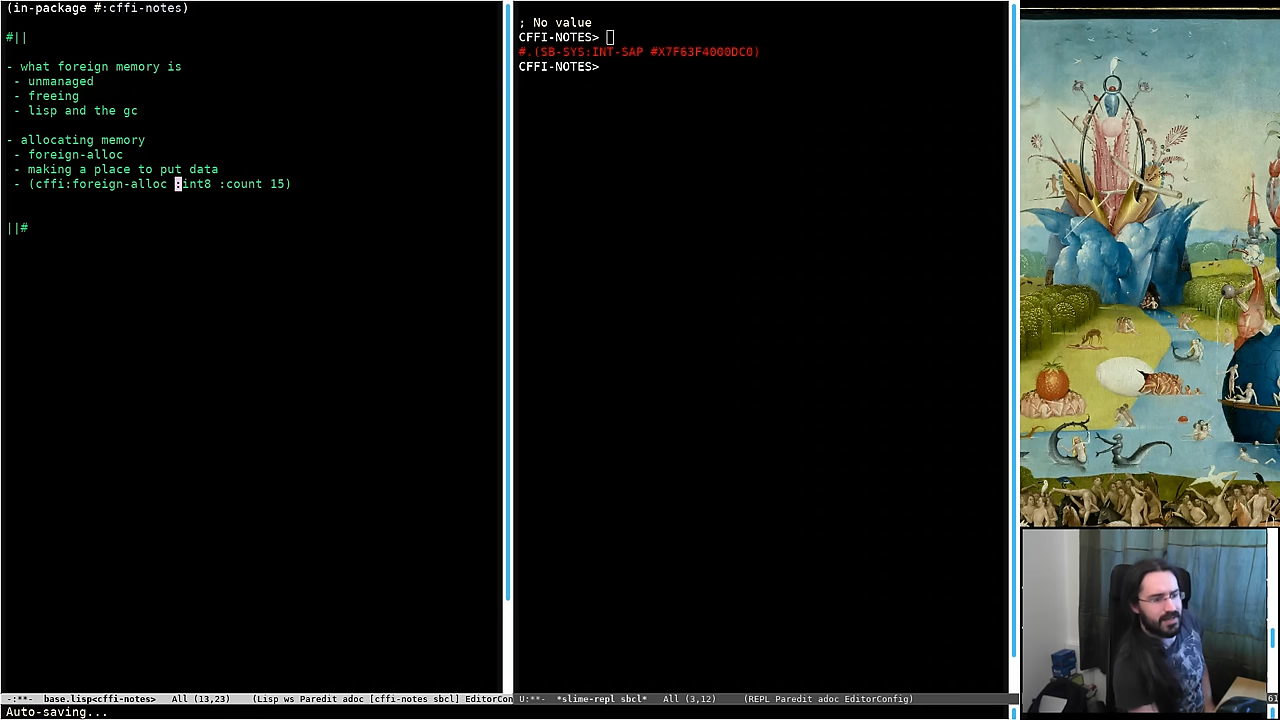 (in-package #:cffi-notes)
#||
- what foreign memory is
- unmanaged
- freeing
- lisp and the gc
- allocating memory
- foreign-alloc
- making a place to put data
- (cffi:foreign-alloc :int8 :count 15)
||#
-:**-  base.lisp<cffi-notes>   All (13,23)    (Lisp ws Paredit adoc [cffi-notes sbcl] EditorCon
Auto-saving...
; No value
CFFI-NOTES>
#.(SB-SYS:INT-SAP #X7F63F4000DC0)
CFFI-NOTES>
U:**-  *slime-repl sbcl*   All (3,12)    (REPL Paredit adoc EditorConfig)
61